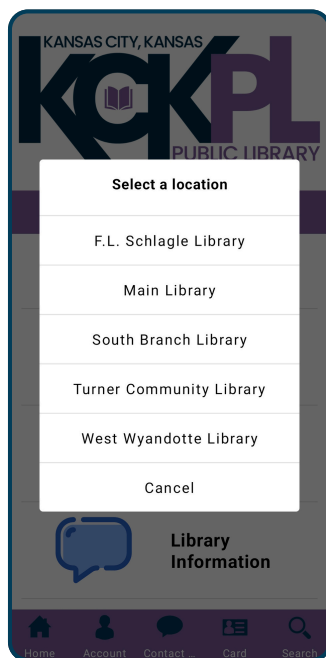 KANSAS CITY, KANSAS
KCKPL
PUBLIC LIBRARY
Select a location
F.L. Schlagle Library
Main Library
South Branch Library
Turner Community Library
West Wyandotte Library
Cancel
Library
Information
Home Account Contact ... Card Search